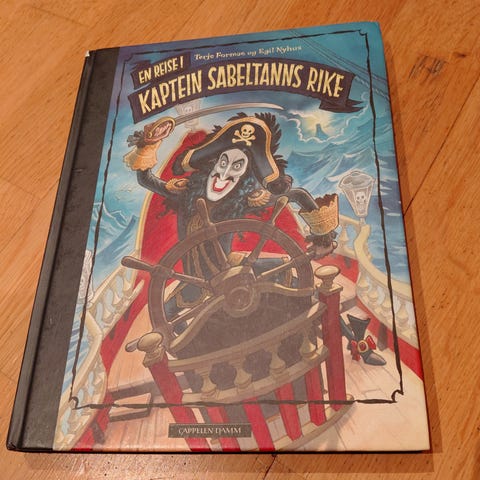 Terje Formoe og Egil Nyhus
EN REISE I
KAPTEIN SABELTANNS RIKE
CAPPELEN DAMM